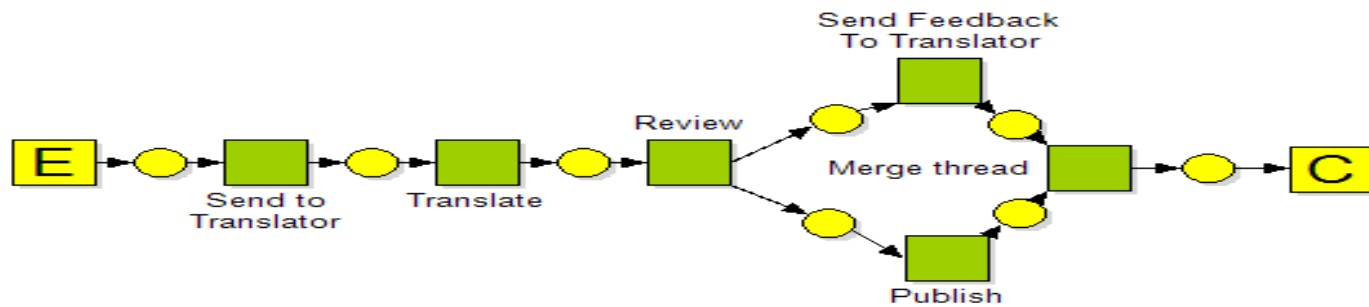 E
Send to
Translator
Translate
Review
Send Feedback
To Translator
Merge thread
Publish
C